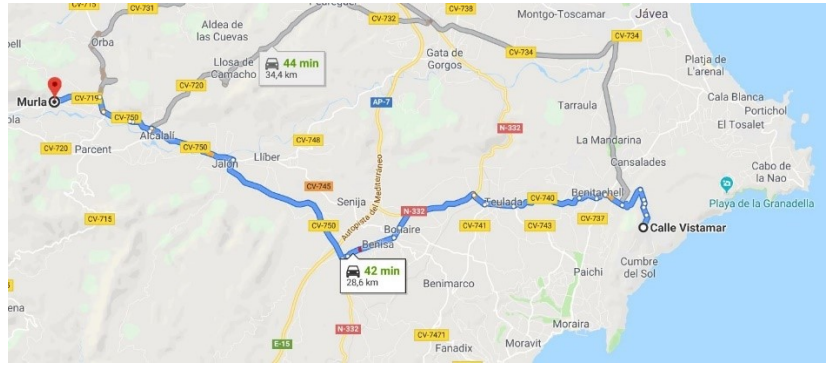 CV-715
CV-731
Pedreguer
CV-732
CV-738
Montgo-Toscamar
Jávea
Aldea de
las Cuevas
Orba
CV-734
CV-734
Gata de
Gorgos
Platja de
L'arenal
Llosa de
Camacho
44 min
34,4 km
CV-720
Murla
CV-719
AP-7
Cala Blanca
Portichol
El Tosalet
Tarraula
CV-750
Alcalalí
N-332
CV-748
La Mandarina
CV-720
Parcent
CV-750
Jalón
Llíber
Cansalades
Cabo de
la Nao
CV-745
Autopista del Mediterráneo
Senija
Teulada
CV-740
Benitachell
Playa de la Granadella
CV-715
N-332
CV-750
CV-741
CV-743
CV-737
Calle Vistamar
Bonaire
Benisa
42 min
28,6 km
Benimarco
Paichi
Cumbre
del Sol
Moraira
N-332
E-15
CV-7471
Fanadix
Moravit